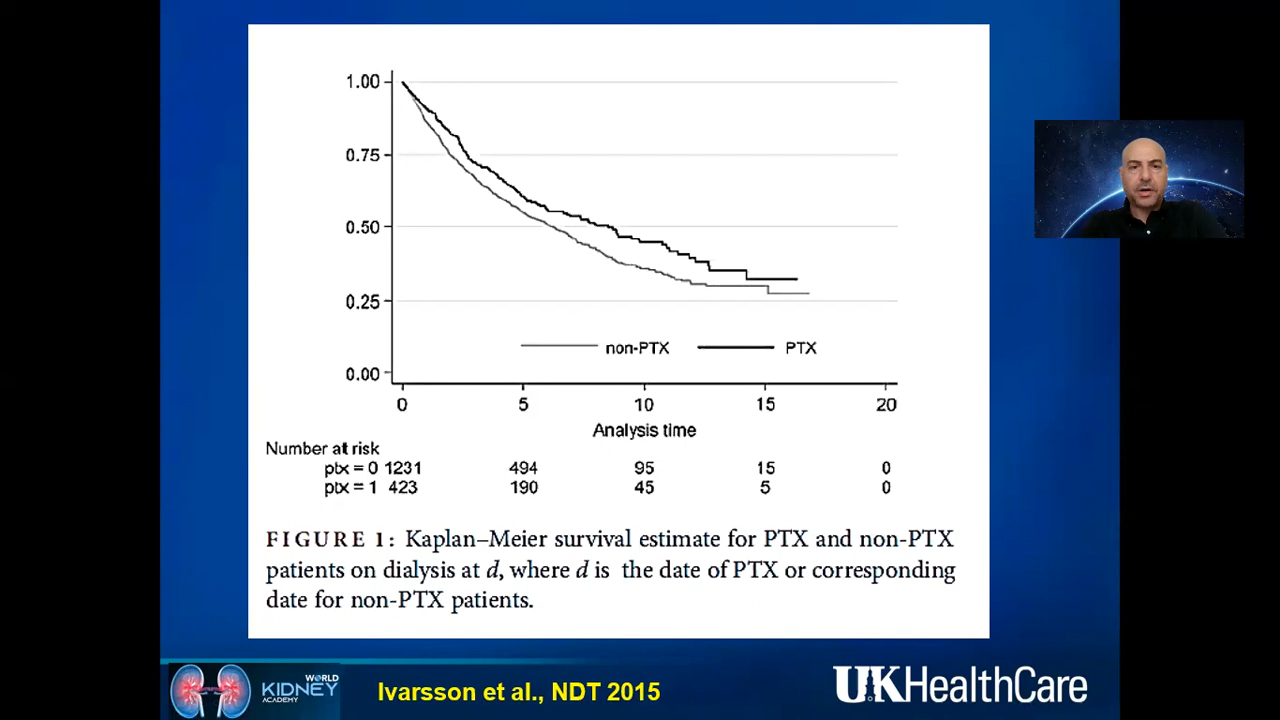 1.00
0.75
0.50
0.25
0.00
non-PTX PTX
0 5 10 15 20
Analysis time
Number at risk
ptx = 0 1231 494 95 15 0
ptx = 1 423 190 45 5 0
FIGURE 1: Kaplan–Meier survival estimate for PTX and non-PTX
patients on dialysis at d, where d is the date of PTX or corresponding
date for non-PTX patients.
WORLD
KIDNEY
ACADEMY
Ivarsson et al., NDT 2015
UKHealthCare